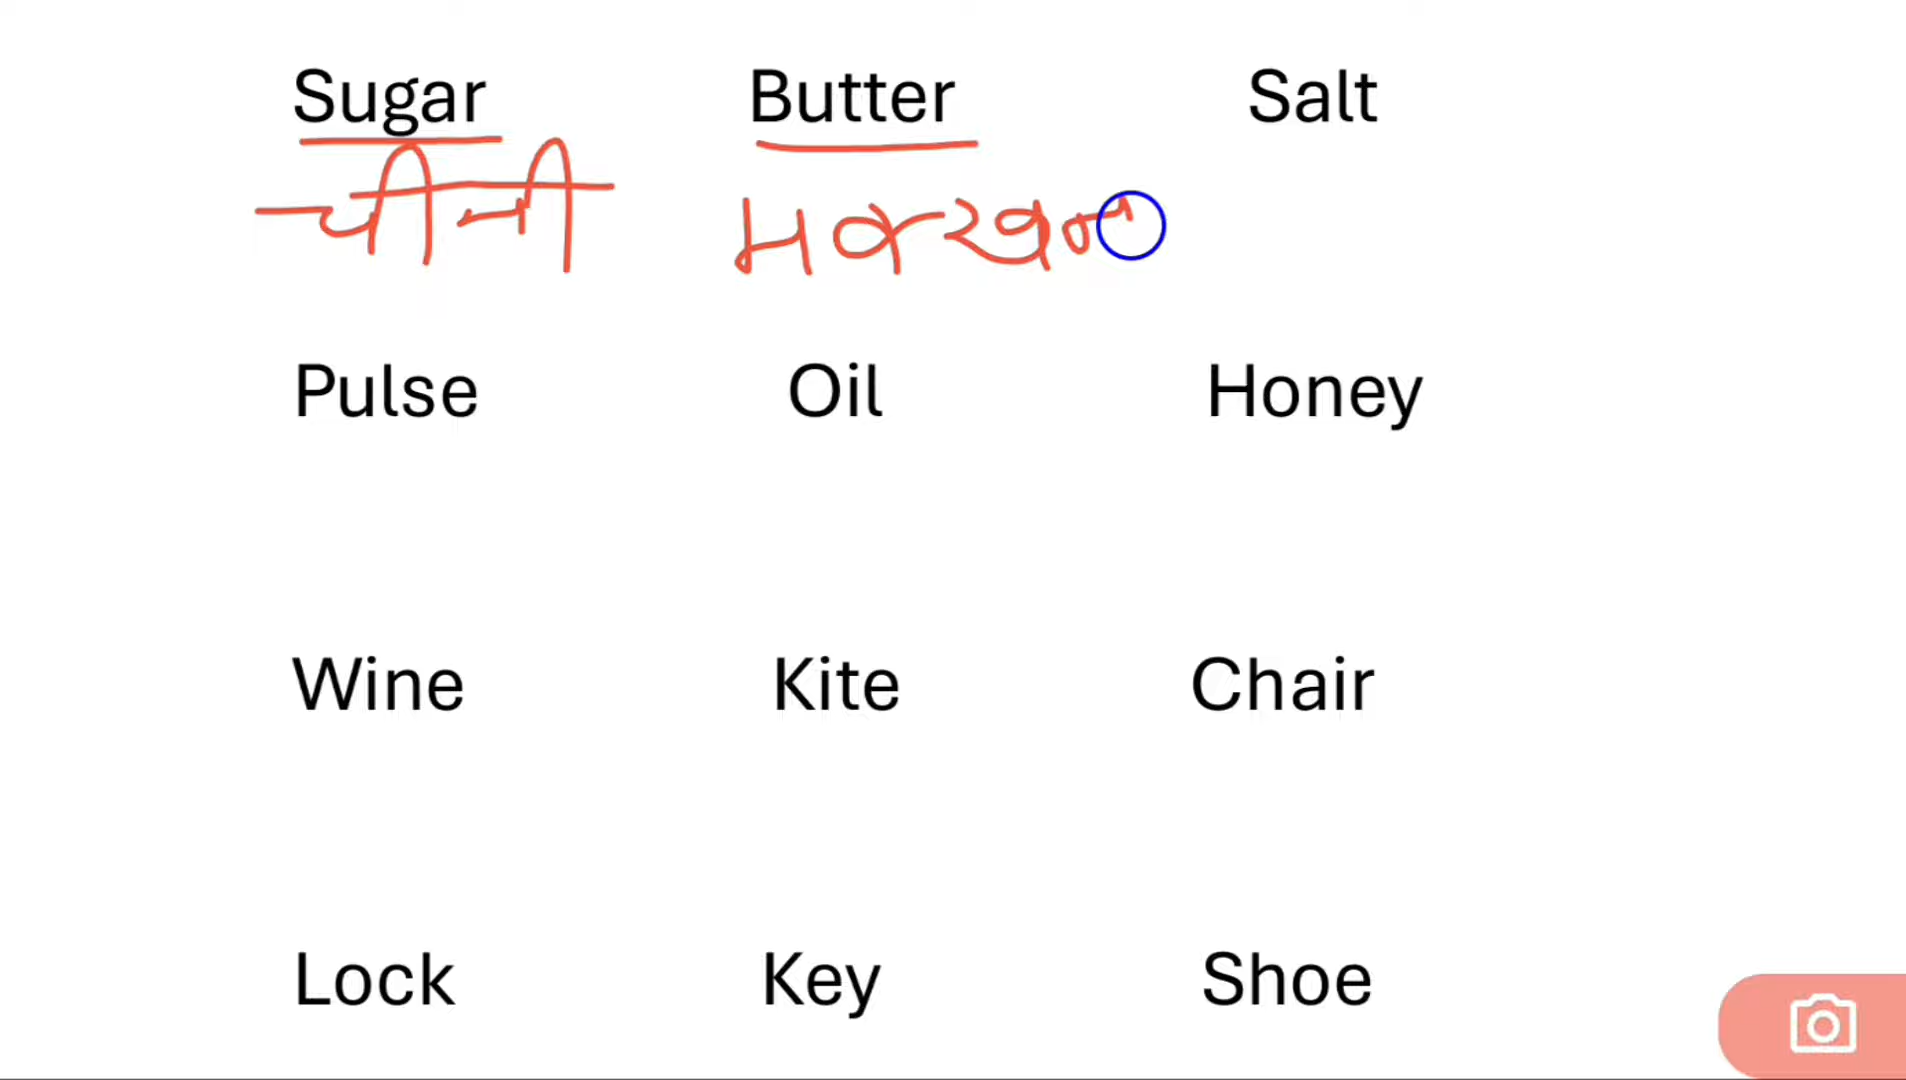 Sugar Butter Salt
चीनी मक्खन
Pulse Oil Honey
Wine Kite Chair
Lock Key Shoe